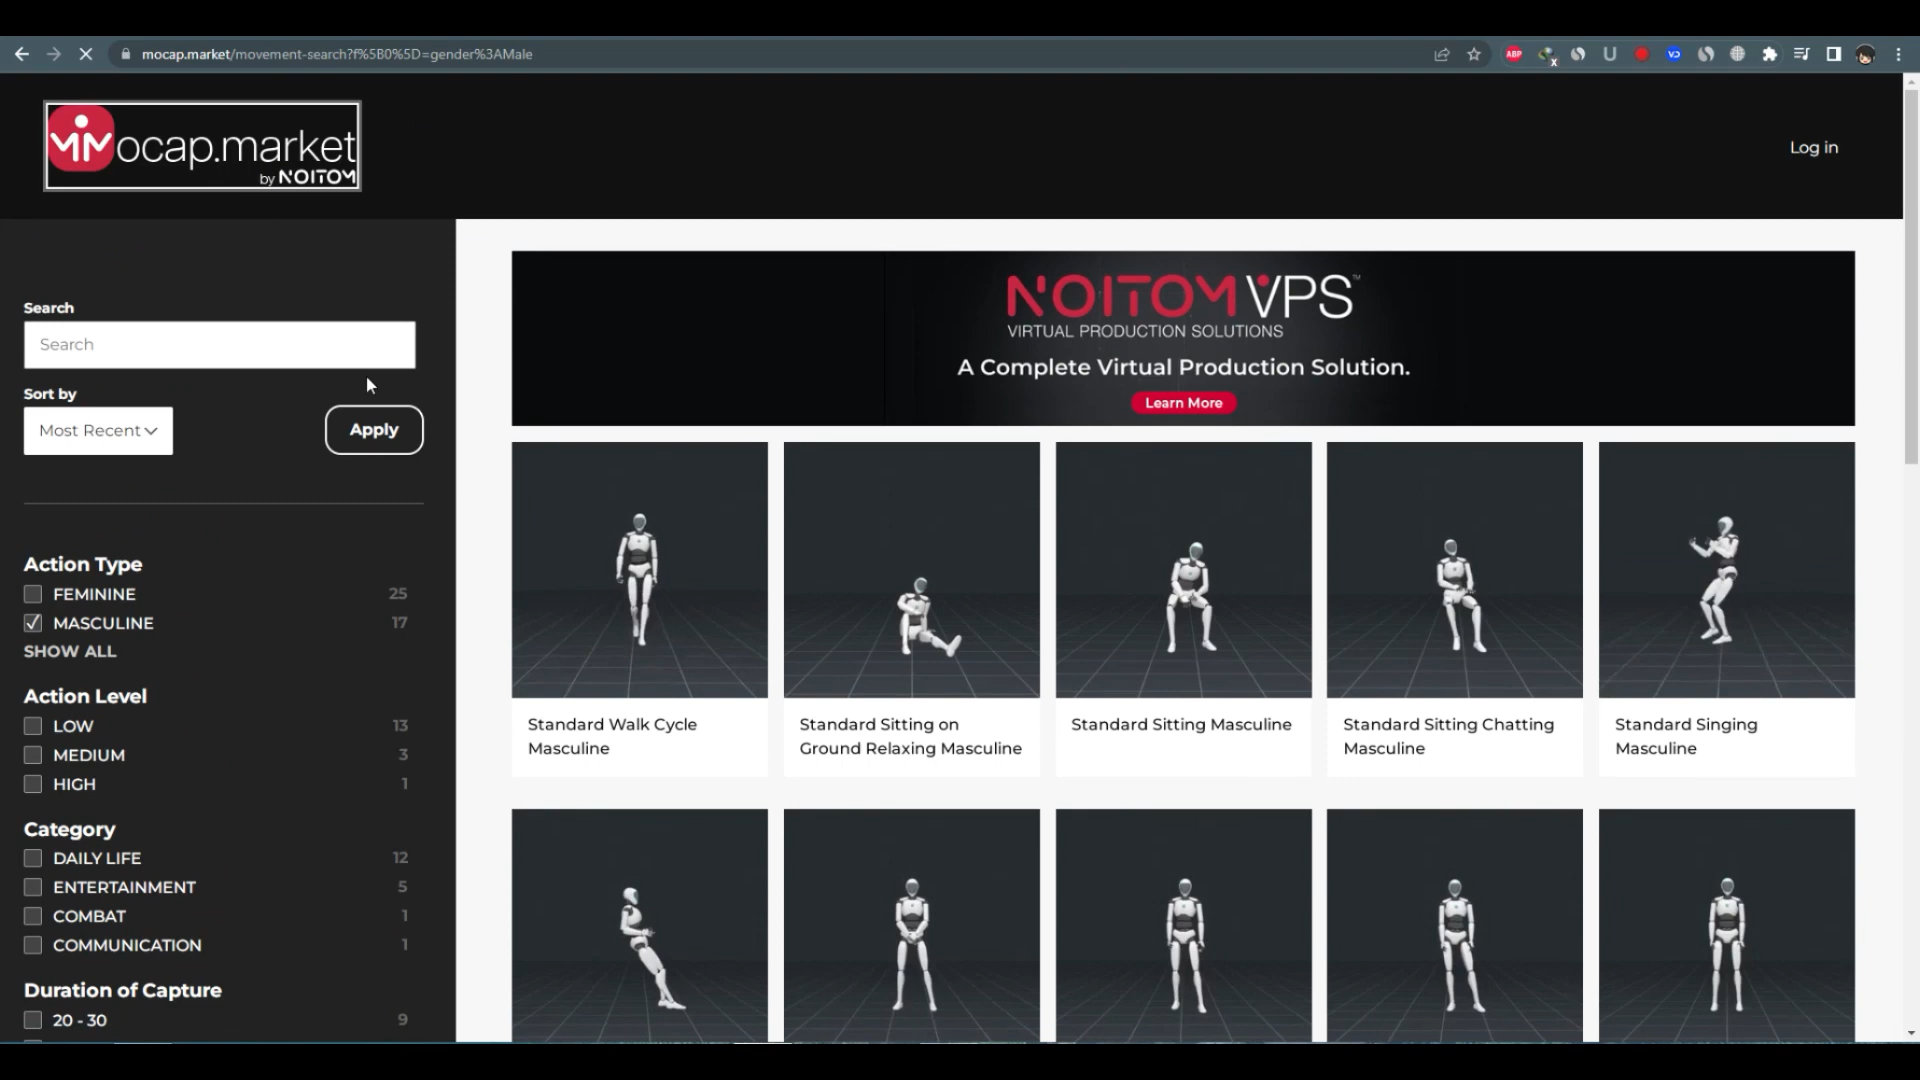 mocap.market/movement-search?f%5B0%5D=gender%3AMale
ABP
Mocap.market
by NOITOM
Log in
Search
Search
Sort by
Most Recent
Apply
Action Type
FEMININE 25
MASCULINE 17
SHOW ALL
Action Level
LOW 13
MEDIUM 3
HIGH 1
Category
DAILY LIFE 12
ENTERTAINMENT 5
COMBAT 1
COMMUNICATION 1
Duration of Capture
20 - 30 9
NOITOM VPS™
VIRTUAL PRODUCTION SOLUTIONS
A Complete Virtual Production Solution.
Learn More
Standard Walk Cycle
Masculine
Standard Sitting on
Ground Relaxing Masculine
Standard Sitting Masculine
Standard Sitting Chatting
Masculine
Standard Singing
Masculine